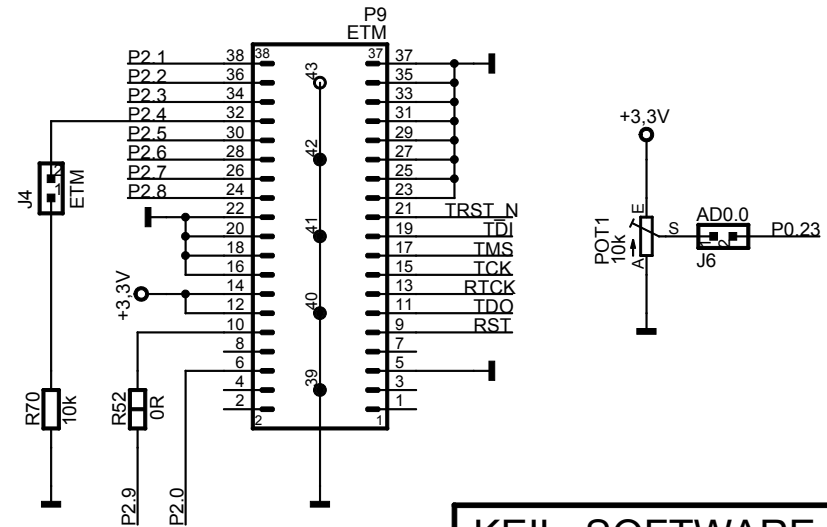 P9
ETM
P2.1 38 38 37 37
P2.2 36 35
P2.3 34 33
P2.4 32 31
P2.5 30 29
P2.6 28 27
P2.7 26 25
P2.8 24 23
22 21 TRST_N
20 19 TDI
18 17 TMS
16 15 TCK
14 13 RTCK
12 11 TDO
10 9 RST
8 7
6 5
4 3
2 1
2 1
43
42
41
40
39
J4
2
1
ETM
+3,3V
R70
10k
R52
0R
P2.9
P2.0
+3,3V
POT1
10k
E
A
S
AD0.0
1
2
J6
P0.23
KEIL SOFTWARE